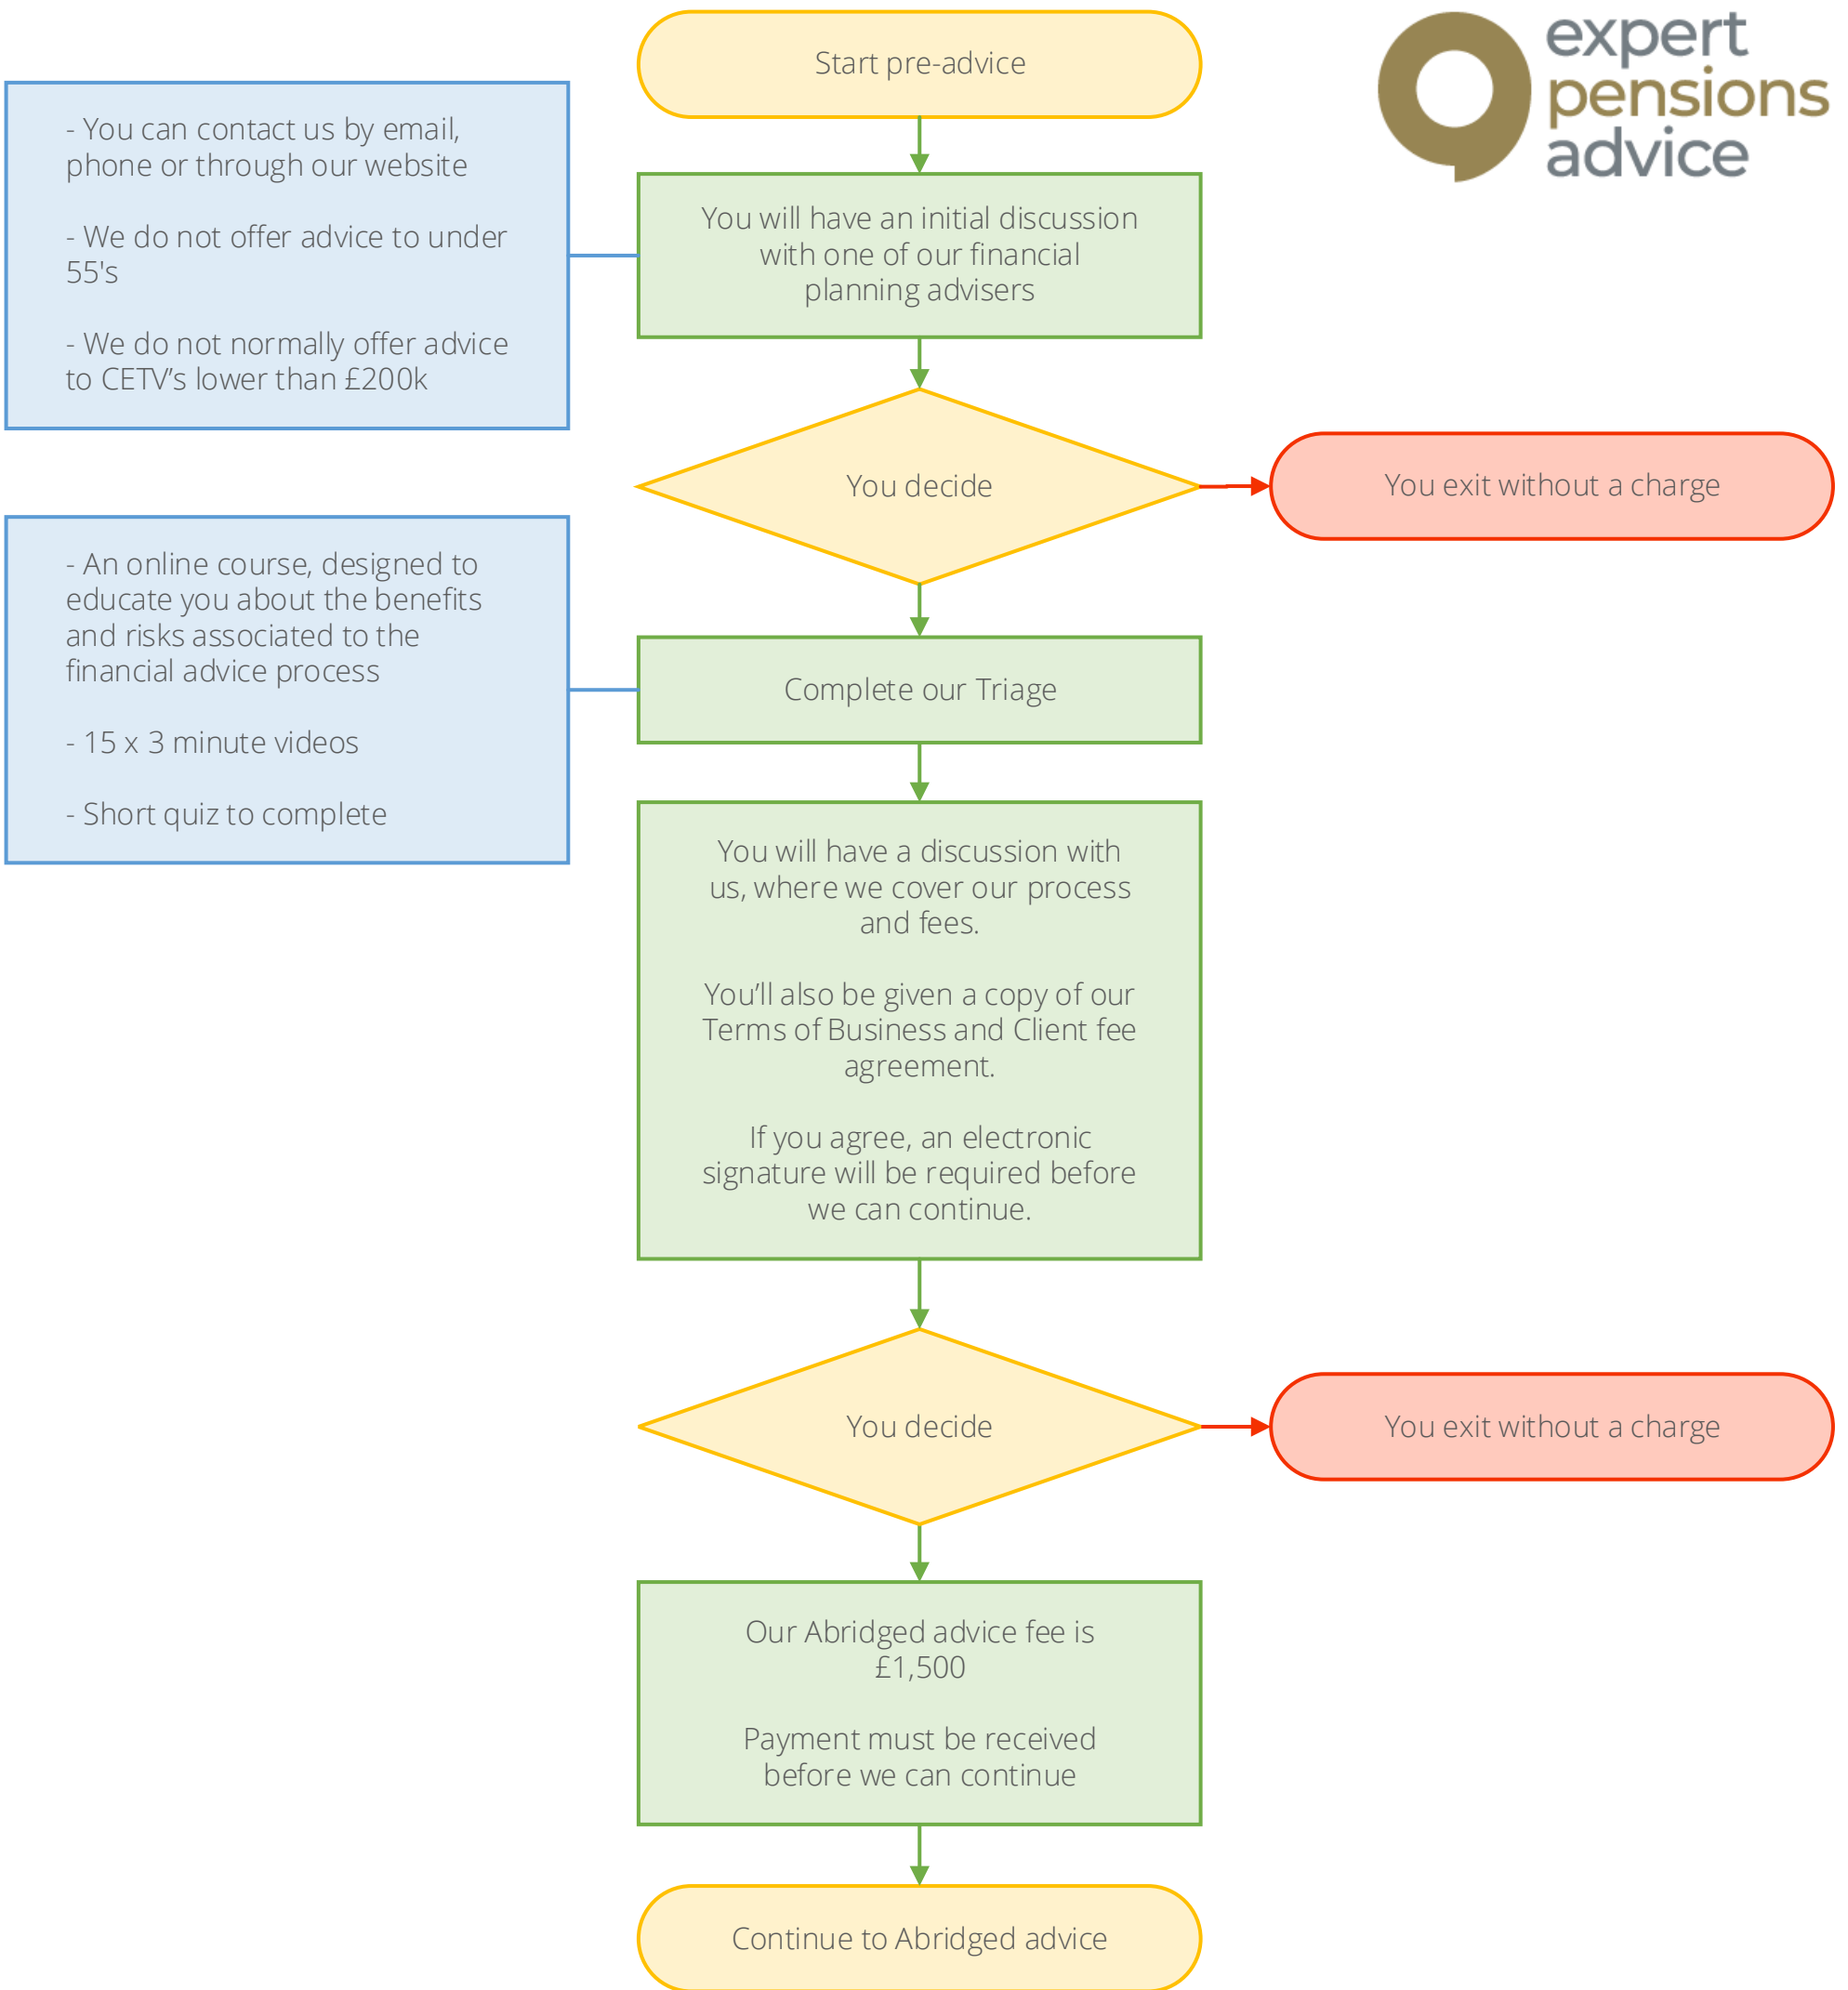 expert
pensions
advice
Start pre-advice
- You can contact us by email,
phone or through our website
- We do not offer advice to under
55's
- We do not normally offer advice
to CETV’s lower than £200k
You will have an initial discussion
with one of our financial
planning advisers
You decide
You exit without a charge
- An online course, designed to
educate you about the benefits
and risks associated to the
financial advice process
- 15 x 3 minute videos
- Short quiz to complete
Complete our Triage
You will have a discussion with
us, where we cover our process
and fees.
You’ll also be given a copy of our
Terms of Business and Client fee
agreement.
If you agree, an electronic
signature will be required before
we can continue.
You decide
You exit without a charge
Our Abridged advice fee is
£1,500
Payment must be received
before we can continue
Continue to Abridged advice